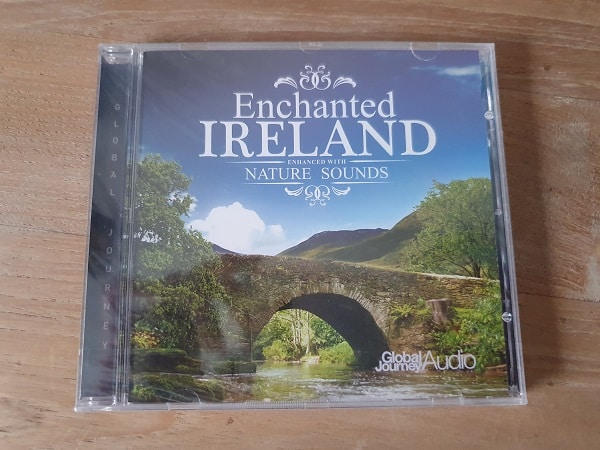 Enchanted
IRELAND
ENHANCED WITH
NATURE SOUNDS
GLOBAL JOURNEY
Global
Journey
Audio